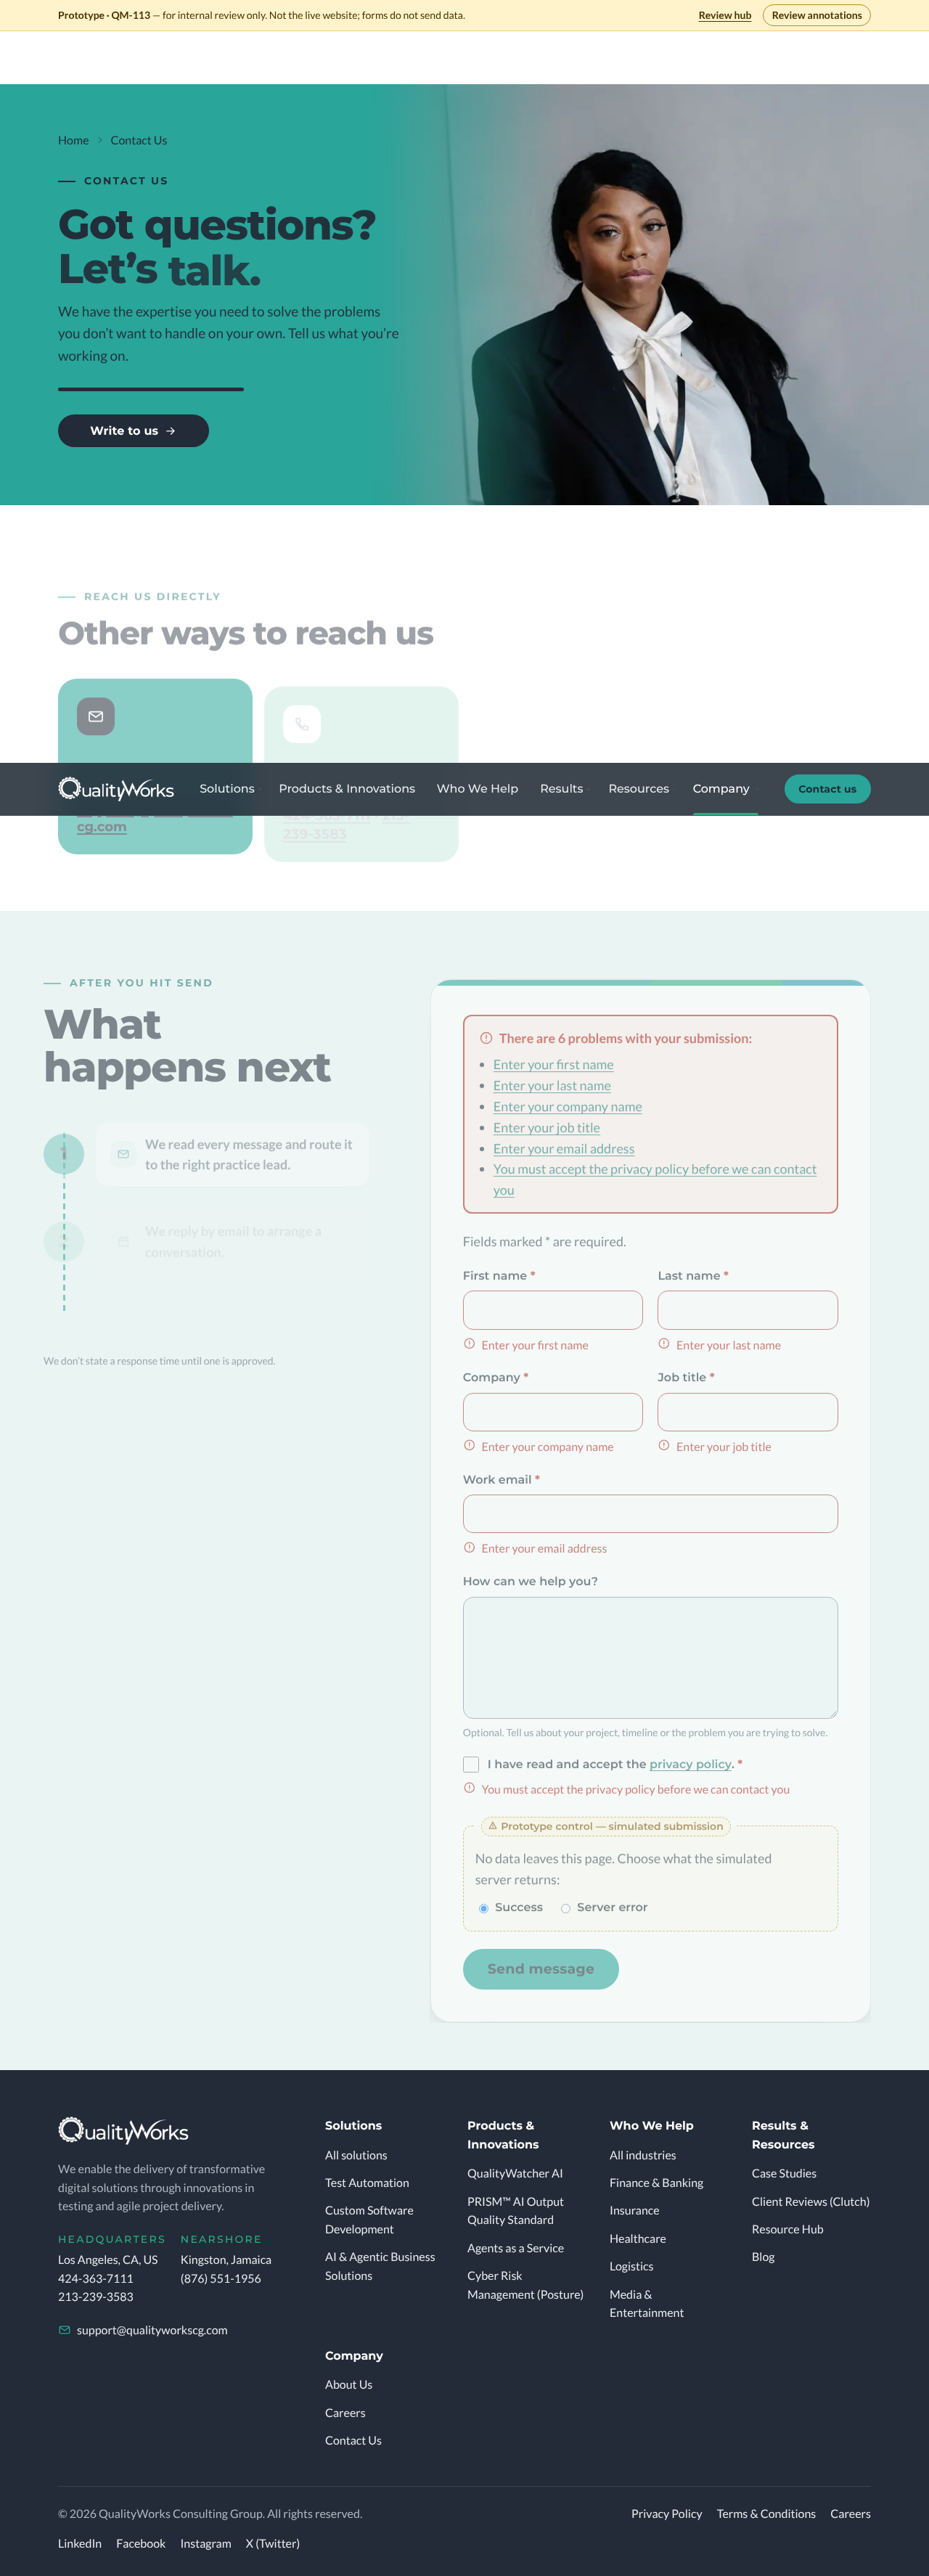 Prototype · QM-113 — for internal review only. Not the live website; forms do not send data.
Review hub
Review annotations
Home > Contact Us
CONTACT US
Got questions?
Let’s talk.
We have the expertise you need to solve the problems
you don’t want to handle on your own. Tell us what you’re
working on.
Write to us →
REACH US DIRECTLY
Other ways to reach us
QualityWorks
Solutions
Products & Innovations
Who We Help
Results
Resources
Company
Contact us
cg.com
239-3583
AFTER YOU HIT SEND
What
happens next
We read every message and route it
to the right practice lead.
We reply by email to arrange a
conversation.
We don’t state a response time until one is approved.
There are 6 problems with your submission:
Enter your first name
Enter your last name
Enter your company name
Enter your job title
Enter your email address
You must accept the privacy policy before we can contact
you
Fields marked * are required.
First name *
Last name *
Enter your first name
Enter your last name
Company *
Job title *
Enter your company name
Enter your job title
Work email *
Enter your email address
How can we help you?
Optional. Tell us about your project, timeline or the problem you are trying to solve.
I have read and accept the privacy policy. *
You must accept the privacy policy before we can contact you
Prototype control — simulated submission
No data leaves this page. Choose what the simulated
server returns:
Success
Server error
Send message
QualityWorks
We enable the delivery of transformative
digital solutions through innovations in
testing and agile project delivery.
HEADQUARTERS
Los Angeles, CA, US
424-363-7111
213-239-3583
NEARSHORE
Kingston, Jamaica
(876) 551-1956
support@qualityworkscg.com
Solutions
All solutions
Test Automation
Custom Software
Development
AI & Agentic Business
Solutions
Products &
Innovations
QualityWatcher AI
PRISM™ AI Output
Quality Standard
Agents as a Service
Cyber Risk
Management (Posture)
Who We Help
All industries
Finance & Banking
Insurance
Healthcare
Logistics
Media &
Entertainment
Results &
Resources
Case Studies
Client Reviews (Clutch)
Resource Hub
Blog
Company
About Us
Careers
Contact Us
© 2026 QualityWorks Consulting Group. All rights reserved.
Privacy Policy
Terms & Conditions
Careers
LinkedIn
Facebook
Instagram
X (Twitter)